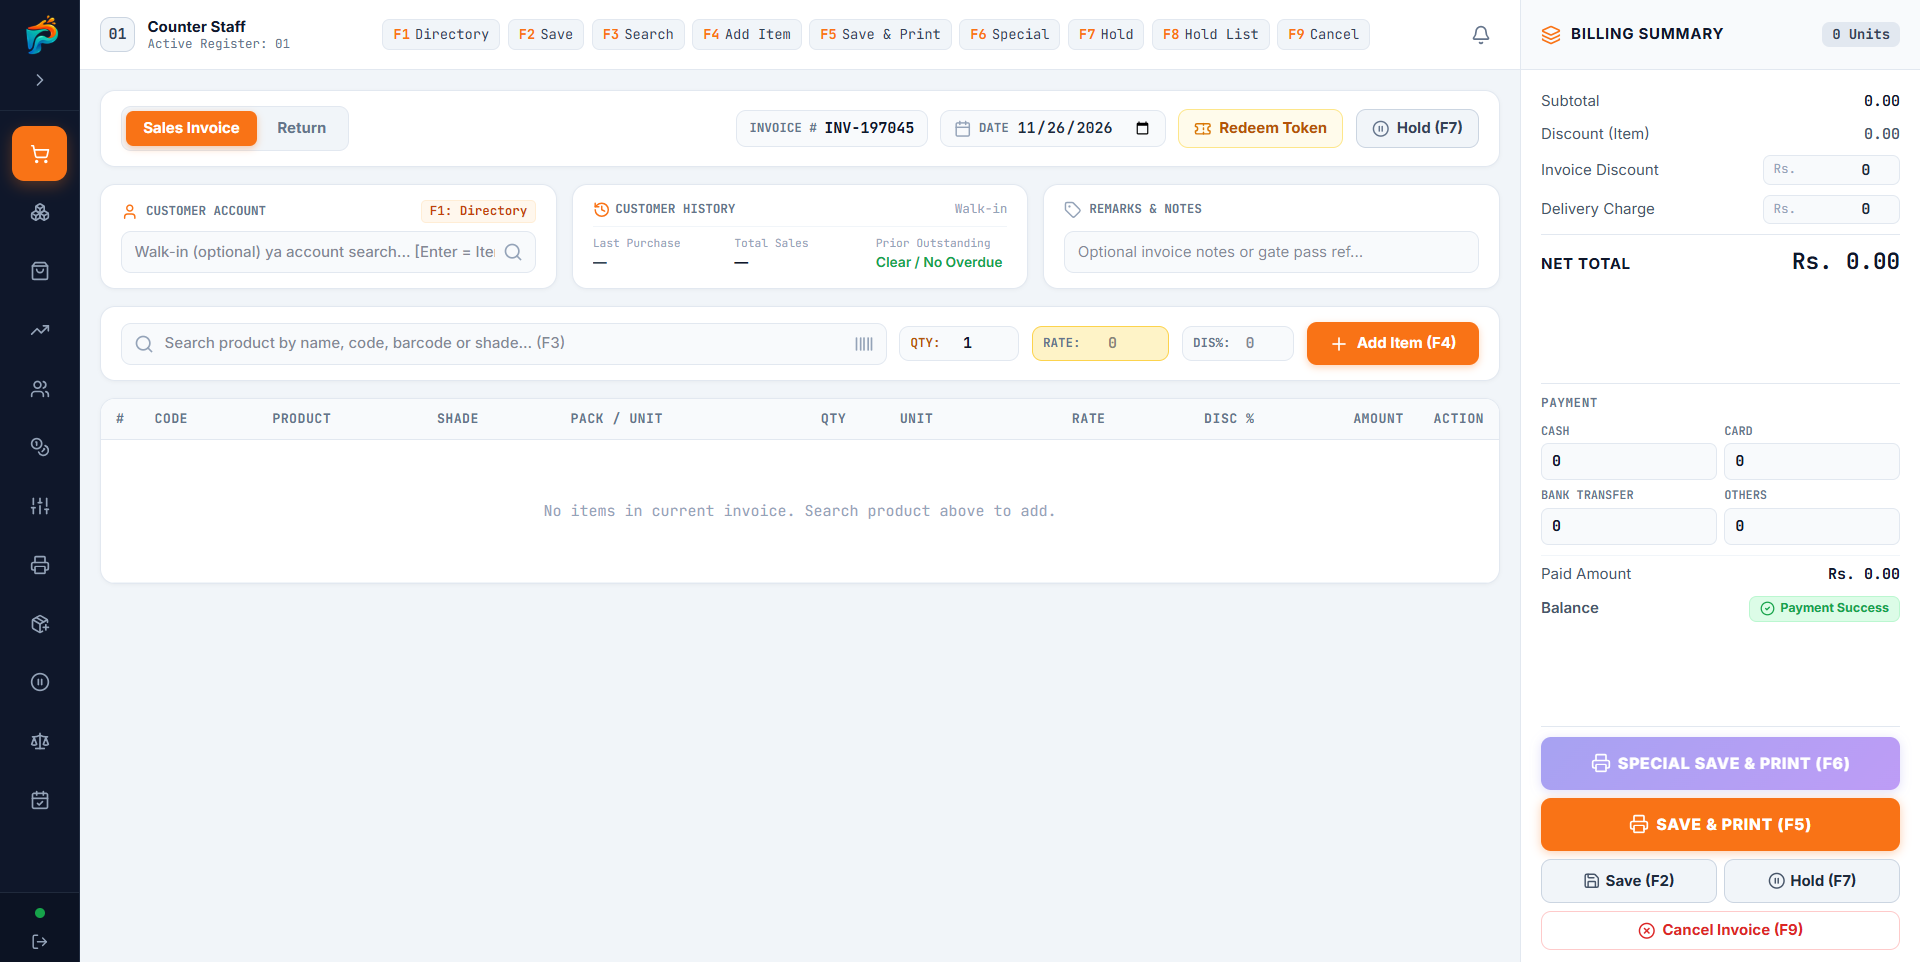 01
Counter Staff
Active Register: 01
F1 Directory
F2 Save
F3 Search
F4 Add Item
F5 Save & Print
F6 Special
F7 Hold
F8 Hold List
F9 Cancel
BILLING SUMMARY
0 Units
Sales Invoice
Return
INVOICE # INV-197045
DATE 11/26/2026
Redeem Token
Hold (F7)
CUSTOMER ACCOUNT
F1: Directory
Walk-in (optional) ya account search... [Enter = Iter
CUSTOMER HISTORY
Walk-in
Last Purchase
—
Total Sales
—
Prior Outstanding
Clear / No Overdue
REMARKS & NOTES
Optional invoice notes or gate pass ref...
Search product by name, code, barcode or shade... (F3)
QTY: 1
RATE: 0
DIS%: 0
Add Item (F4)
# CODE PRODUCT SHADE PACK / UNIT QTY UNIT RATE DISC % AMOUNT ACTION
No items in current invoice. Search product above to add.
Subtotal 0.00
Discount (Item) 0.00
Invoice Discount Rs. 0
Delivery Charge Rs. 0
NET TOTAL Rs. 0.00
PAYMENT
CASH CARD
0 0
BANK TRANSFER OTHERS
0 0
Paid Amount Rs. 0.00
Balance Payment Success
SPECIAL SAVE & PRINT (F6)
SAVE & PRINT (F5)
Save (F2)
Hold (F7)
Cancel Invoice (F9)